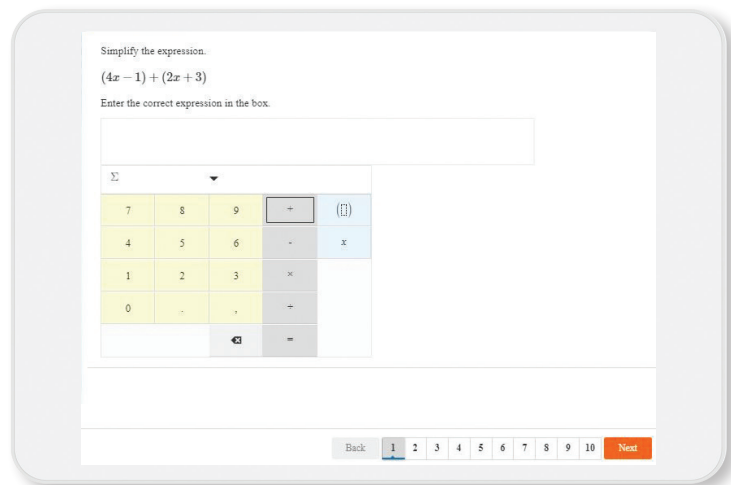 Simplify the expression.
(4x − 1) + (2x + 3)
Enter the correct expression in the box.
Σ
7 8 9 + (▯)
4 5 6 - x
1 2 3 ×
0 . , ÷
=
Back 1 2 3 4 5 6 7 8 9 10 Next